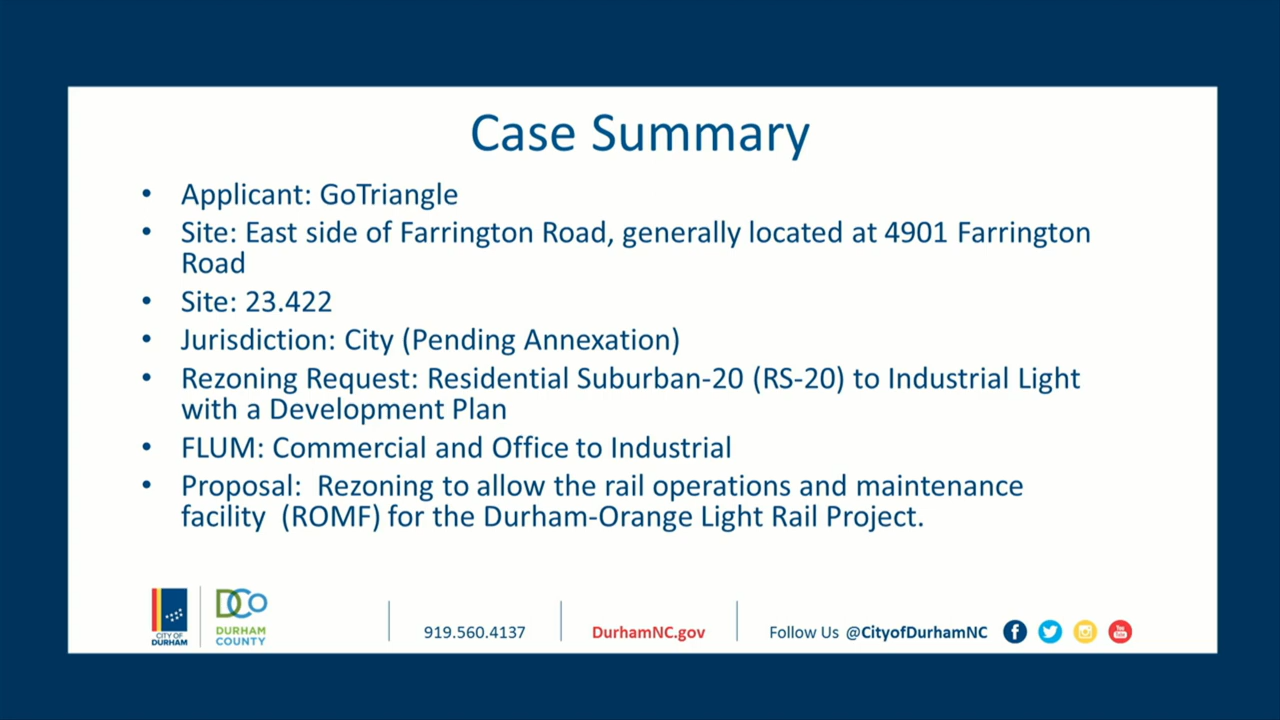 Case Summary
• Applicant: GoTriangle
• Site: East side of Farrington Road, generally located at 4901 Farrington
Road
• Site: 23.422
• Jurisdiction: City (Pending Annexation)
• Rezoning Request: Residential Suburban-20 (RS-20) to Industrial Light
with a Development Plan
• FLUM: Commercial and Office to Industrial
• Proposal:  Rezoning to allow the rail operations and maintenance
facility  (ROMF) for the Durham-Orange Light Rail Project.
CITY OF
DURHAM
DCo
DURHAM
COUNTY
919.560.4137
DurhamNC.gov
Follow Us @CityofDurhamNC
You
Tube